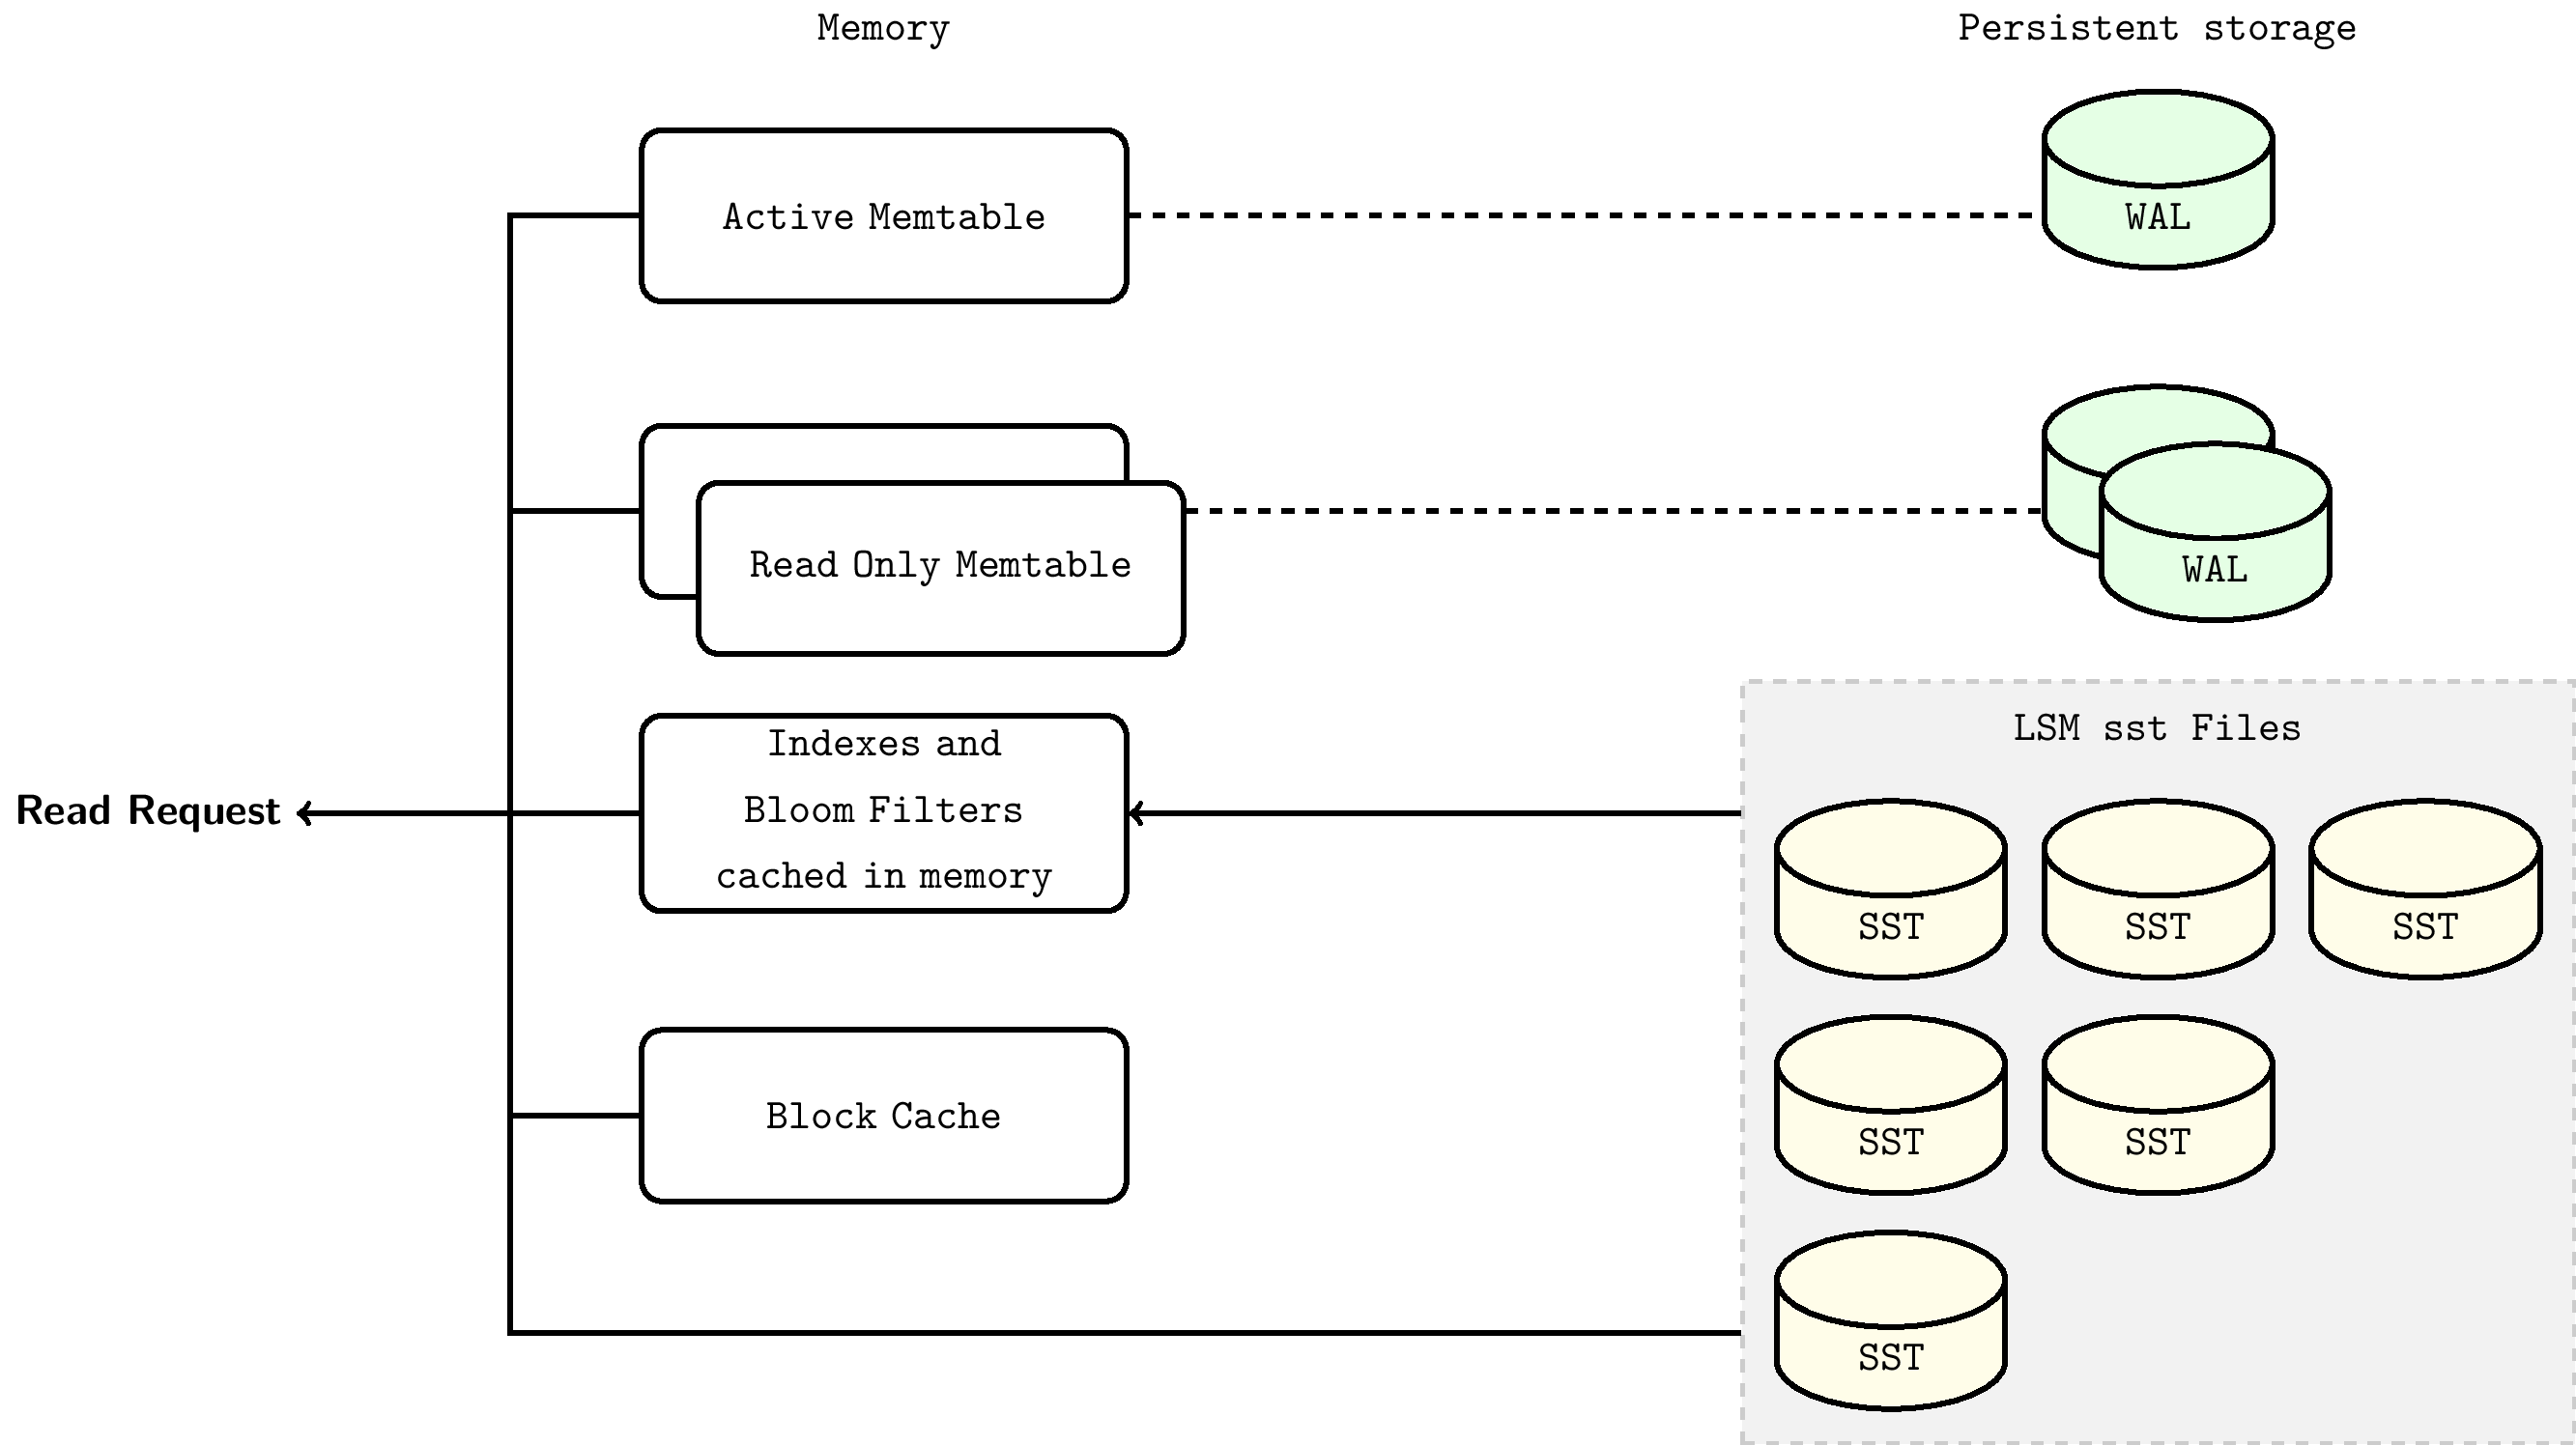 Memory
Persistent storage
Active Memtable
WAL
Read Only Memtable
WAL
LSM sst Files
Indexes and
Bloom Filters
cached in memory
Read Request
SST
SST
SST
Block Cache
SST
SST
SST